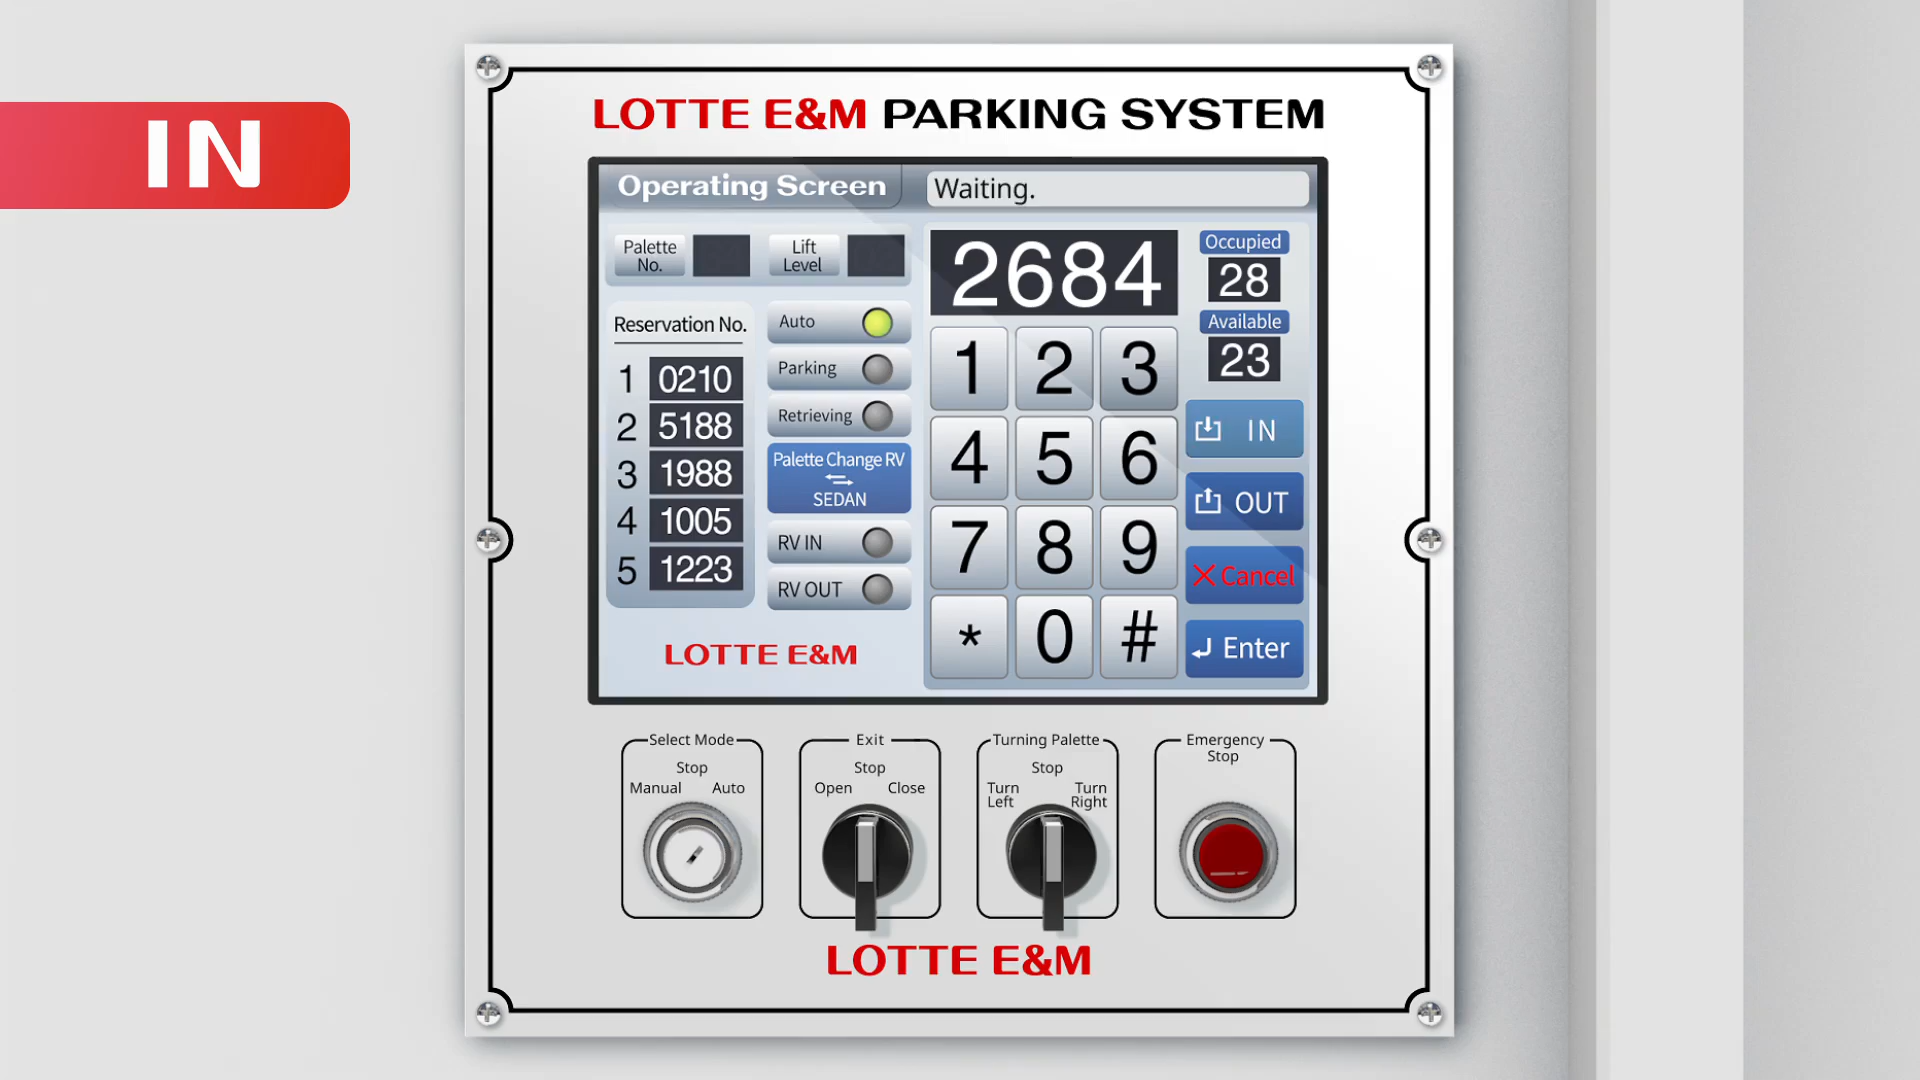 IN
LOTTE E&M PARKING SYSTEM
Operating Screen
Waiting.
Palette
No.
Lift
Level
Reservation No.
1 0210
2 5188
3 1988
4 1005
5 1223
Auto
Parking
Retrieving
Palette Change RV
SEDAN
RV IN
RV OUT
LOTTE E&M
2684
1 2 3
4 5 6
7 8 9
* 0 #
Occupied
28
Available
23
IN
OUT
Cancel
Enter
Select Mode
Stop
Manual Auto
Exit
Stop
Open Close
Turning Palette
Stop
Turn
Left
Turn
Right
Emergency
Stop
LOTTE E&M